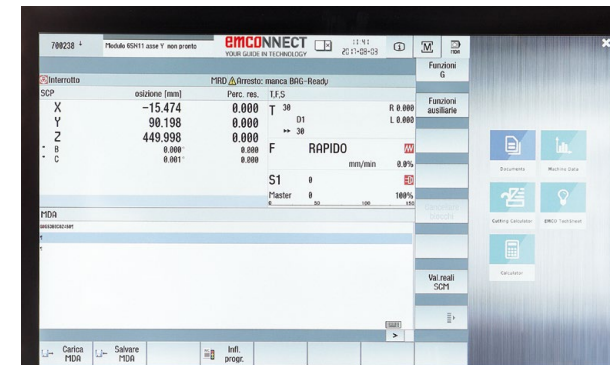 700238 ↓ Modulo 6SN11 asse Y non pronto
emcONNECT
YOUR GUIDE IN TECHNOLOGY
M
Funzioni
G
Interrotto
MRD Arresto: manca BAG-Ready
SCP osizione [mm] Perc. res. T,F,S
Funzioni
ausiliarie
X -15.474 0.000 T 30 R 0.000
Y 90.198 0.000 D1 L 0.000
Z 449.998 0.000 30
B 0.000° 0.000 F RAPIDO
C 0.001° 0.000 mm/min 0.0%
S1 0
Master 0 100%
0 50 100 150
MDA
¶
¶
Val.reali
SCM
>
Carica
MDA
Salvare
MDA
Infl.
progr.
Documents Machine Data
Cutting Calculator EMCO TechSheet
Calculator